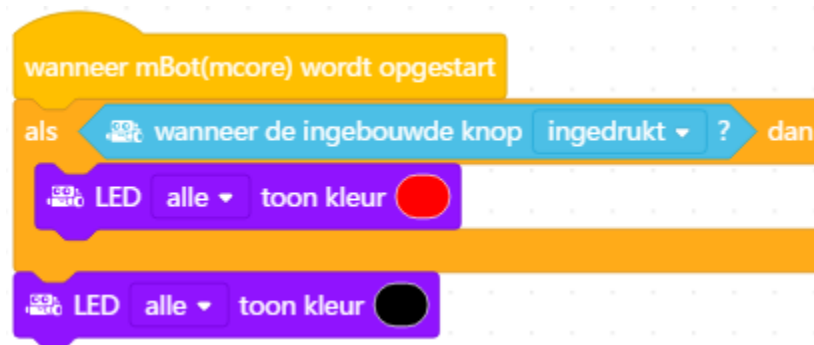 wanneer mBot(mcore) wordt opgestart
als wanneer de ingebouwde knop ingedrukt ? dan
LED alle toon kleur
LED alle toon kleur